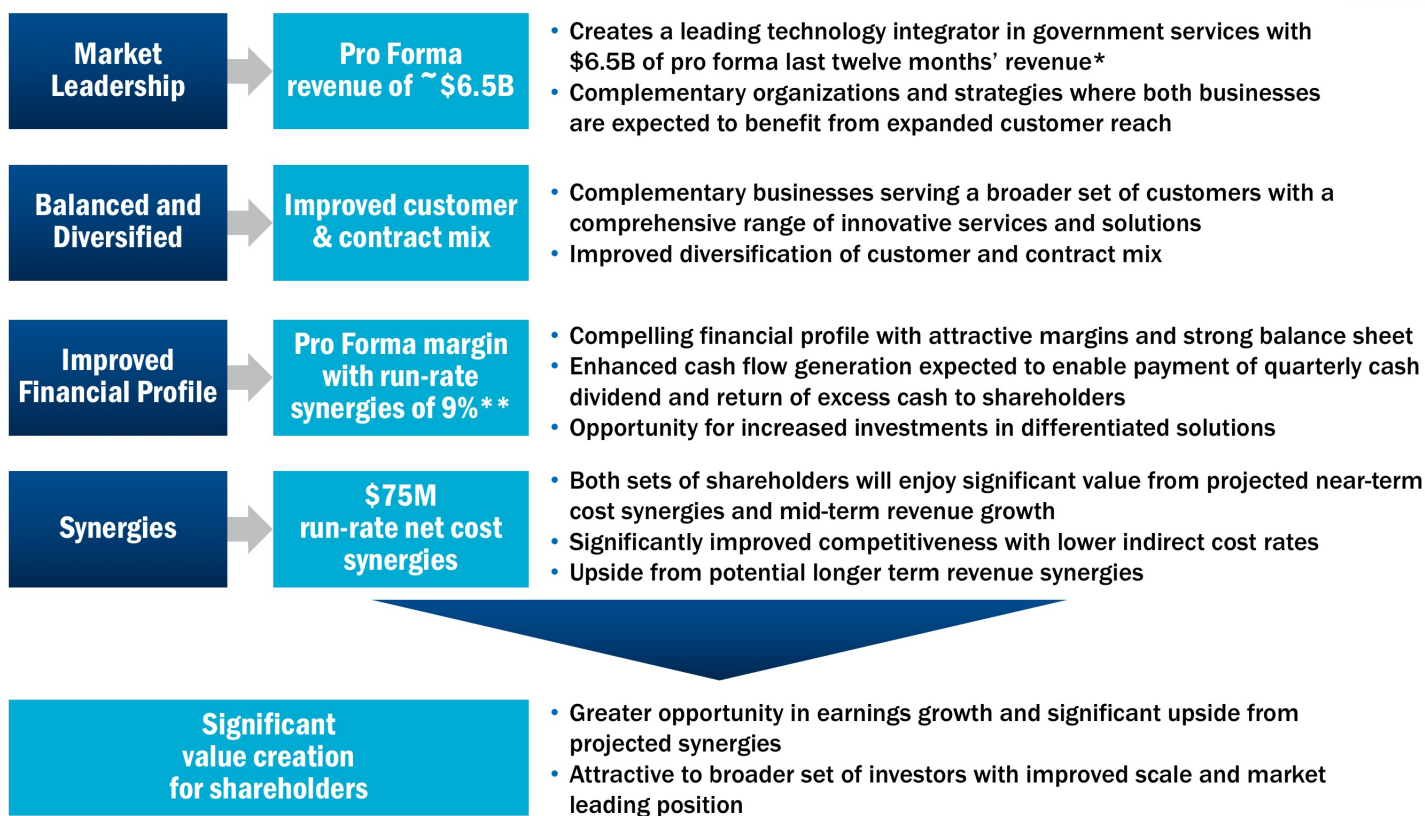 Market
Leadership
Pro Forma
revenue of ~$6.5B
• Creates a leading technology integrator in government services with
$6.5B of pro forma last twelve months’ revenue*
• Complementary organizations and strategies where both businesses
are expected to benefit from expanded customer reach
Balanced and
Diversified
Improved customer
& contract mix
• Complementary businesses serving a broader set of customers with a
comprehensive range of innovative services and solutions
• Improved diversification of customer and contract mix
Improved
Financial Profile
Pro Forma margin
with run-rate
synergies of 9%**
• Compelling financial profile with attractive margins and strong balance sheet
• Enhanced cash flow generation expected to enable payment of quarterly cash
dividend and return of excess cash to shareholders
• Opportunity for increased investments in differentiated solutions
Synergies
$75M
run-rate net cost
synergies
• Both sets of shareholders will enjoy significant value from projected near-term
cost synergies and mid-term revenue growth
• Significantly improved competitiveness with lower indirect cost rates
• Upside from potential longer term revenue synergies
Significant
value creation
for shareholders
• Greater opportunity in earnings growth and significant upside from
projected synergies
• Attractive to broader set of investors with improved scale and market
leading position